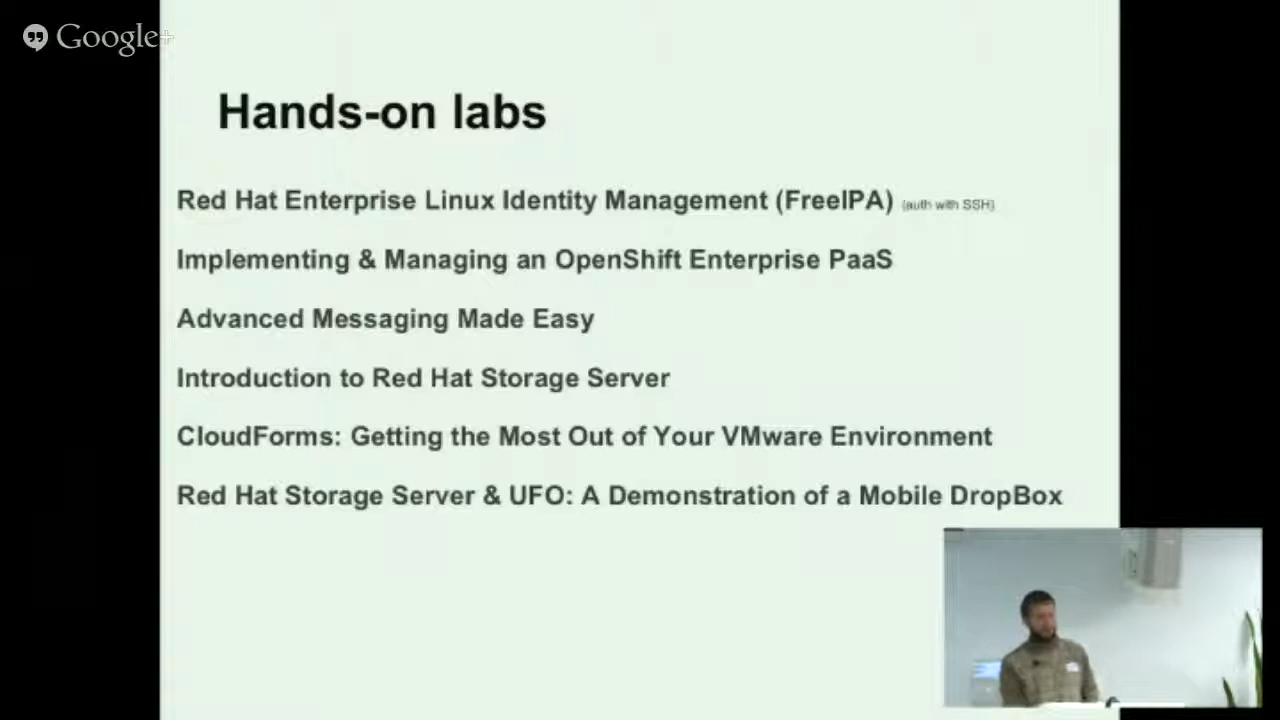 Google+
Hands-on labs
Red Hat Enterprise Linux Identity Management (FreeIPA) (auth with SSH)
Implementing & Managing an OpenShift Enterprise PaaS
Advanced Messaging Made Easy
Introduction to Red Hat Storage Server
CloudForms: Getting the Most Out of Your VMware Environment
Red Hat Storage Server & UFO: A Demonstration of a Mobile DropBox